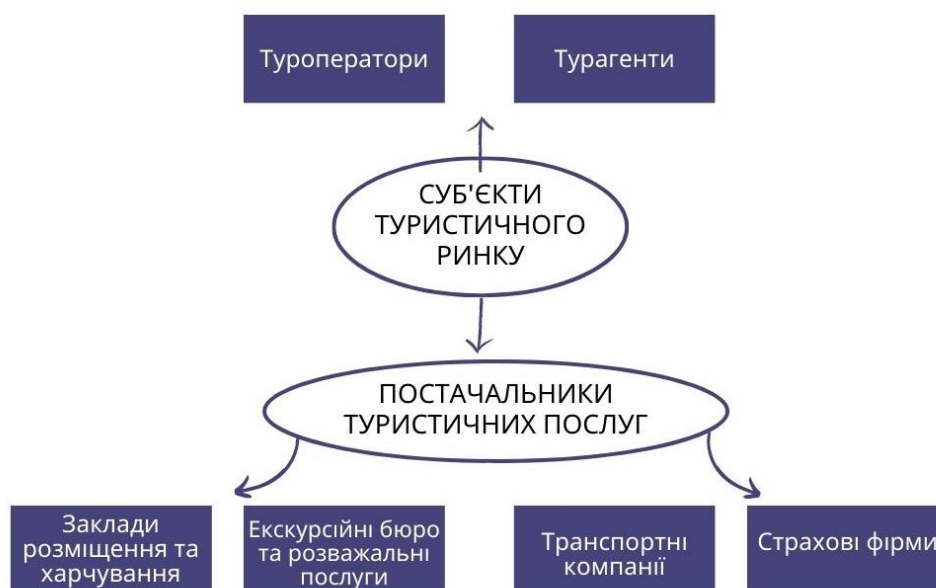 Туроператори
Турагенти
СУБ'ЄКТИ
ТУРИСТИЧНОГО
РИНКУ
ПОСТАЧАЛЬНИКИ
ТУРИСТИЧНИХ ПОСЛУГ
Заклади
розміщення та
харчування
Екскурсійні бюро
та розважальні
послуги
Транспортні
компанії
Страхові фірми